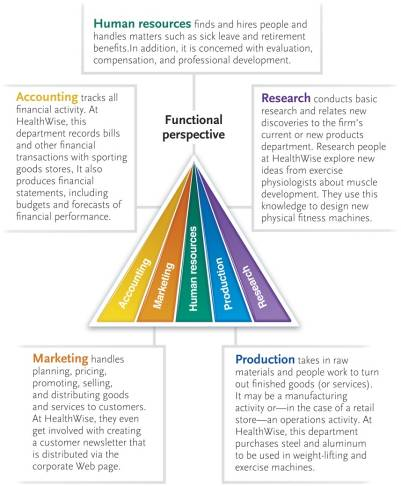 Human resources finds and hires people and
handles matters such as sick leave and retirement
benefits.In addition, it is concerned with evaluation,
compensation, and professional development.
Accounting tracks all
financial activity. At
HealthWise, this
department records bills
and other financial
transactions with sporting
goods stores, It also
produces financial
statements, including
budgets and forecasts of
financial performance.
Functional
perspective
Research conducts basic
research and relates new
discoveries to the firm's
current or new products
department. Research people
at HealthWise explore new
ideas from exercise
physiologists about muscle
development. They use this
knowledge to design new
physical fitness machines.
Accounting
Marketing
Human resources
Production
Research
Marketing handles
planning, pricing,
promoting, selling,
and distributing goods
and services to customers.
At HealthWise, they even
get involved with creating
a customer newsletter that
is distributed via the
corporate Web page.
Production takes in raw
materials and people work to turn
out finished goods (or services).
It may be a manufacturing
activity or—in the case of a retail
store—an operations activity. At
HealthWise, this department
purchases steel and aluminum
to be used in weight-lifting and
exercise machines.